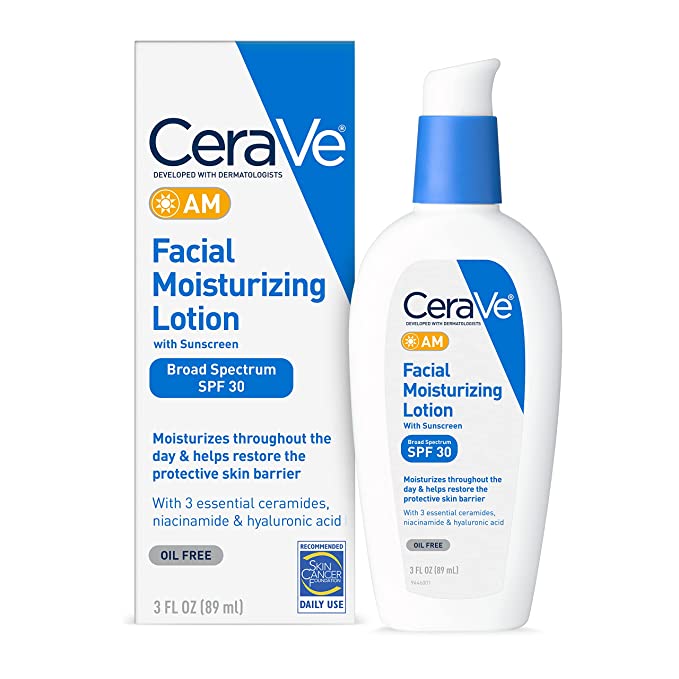 CeraVe®
DEVELOPED WITH DERMATOLOGISTS
AM
Facial
Moisturizing
Lotion
with Sunscreen
Broad Spectrum
SPF 30
Moisturizes throughout the
day & helps restore the
protective skin barrier
With 3 essential ceramides,
niacinamide & hyaluronic acid
OIL FREE
3 FL OZ (89 ml)
RECOMMENDED
SKIN
CANCER
FOUNDATION
DAILY USE
CeraVe®
DEVELOPED WITH DERMATOLOGISTS
AM
Facial
Moisturizing
Lotion
With Sunscreen
Broad Spectrum
SPF 30
Moisturizes throughout the
day & helps restore the
protective skin barrier
With 3 essential ceramides,
niacinamide & hyaluronic acid
OIL FREE
3 FL OZ (89 mL)